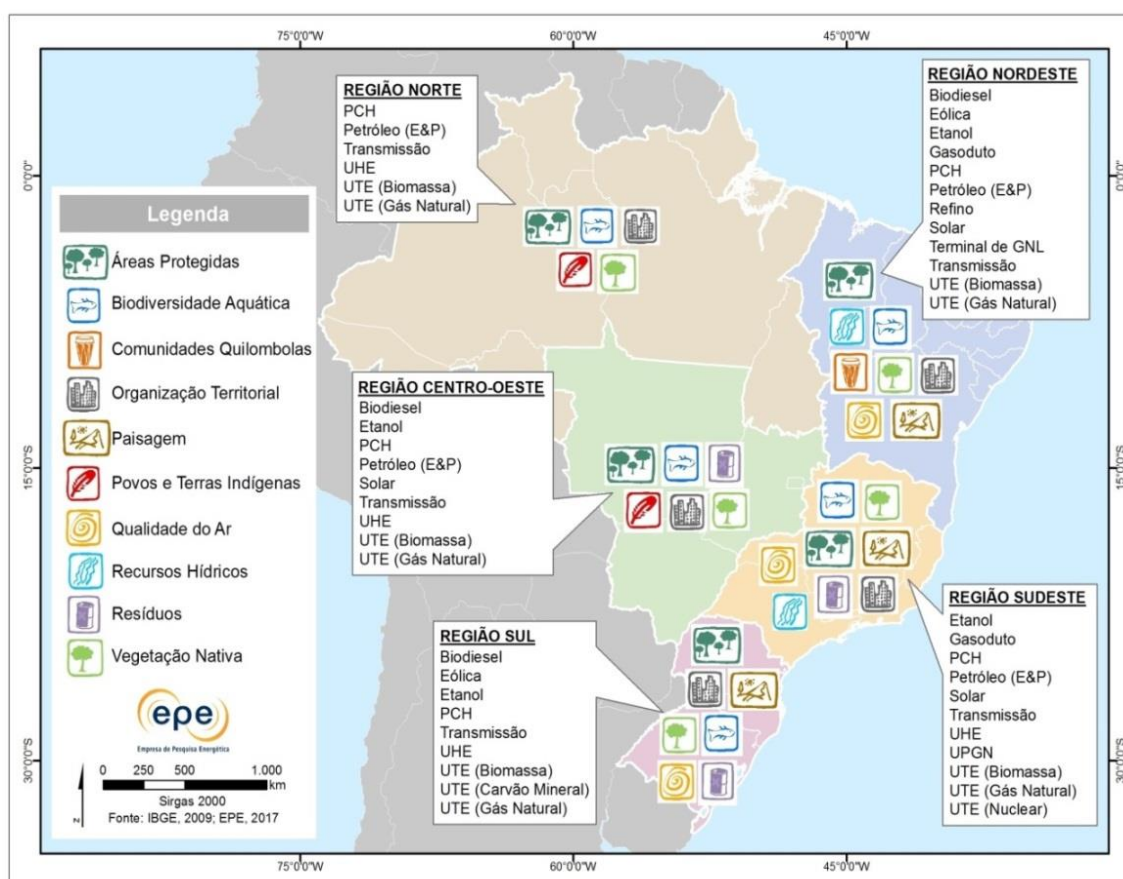 75°0'0"W
60°0'0"W
45°0'0"W
REGIÃO NORTE
PCH
Petróleo (E&P)
Transmissão
UHE
UTE (Biomassa)
UTE (Gás Natural)
REGIÃO NORDESTE
Biodiesel
Eólica
Etanol
Gasoduto
PCH
Petróleo (E&P)
Refino
Solar
Terminal de GNL
Transmissão
UTE (Biomassa)
UTE (Gás Natural)
0°0'0"
0°0'0"
Legenda
Áreas Protegidas
Biodiversidade Aquática
Comunidades Quilombolas
Organização Territorial
Paisagem
Povos e Terras Indígenas
Qualidade do Ar
Recursos Hídricos
Resíduos
Vegetação Nativa
REGIÃO CENTRO-OESTE
Biodiesel
Etanol
PCH
Petróleo (E&P)
Solar
Transmissão
UHE
UTE (Biomassa)
UTE (Gás Natural)
15°0'0"S
15°0'0"S
REGIÃO SUL
Biodiesel
Eólica
Etanol
PCH
Transmissão
UHE
UTE (Biomassa)
UTE (Carvão Mineral)
UTE (Gás Natural)
REGIÃO SUDESTE
Etanol
Gasoduto
PCH
Petróleo (E&P)
Solar
Transmissão
UHE
UPGN
UTE (Biomassa)
UTE (Gás Natural)
UTE (Nuclear)
epe
Empresa de Pesquisa Energética
0 250 500 1.000
km
Sirgas 2000
Fonte: IBGE, 2009; EPE, 2017
N
30°0'0"S
30°0'0"S
75°0'0"W
60°0'0"W
45°0'0"W